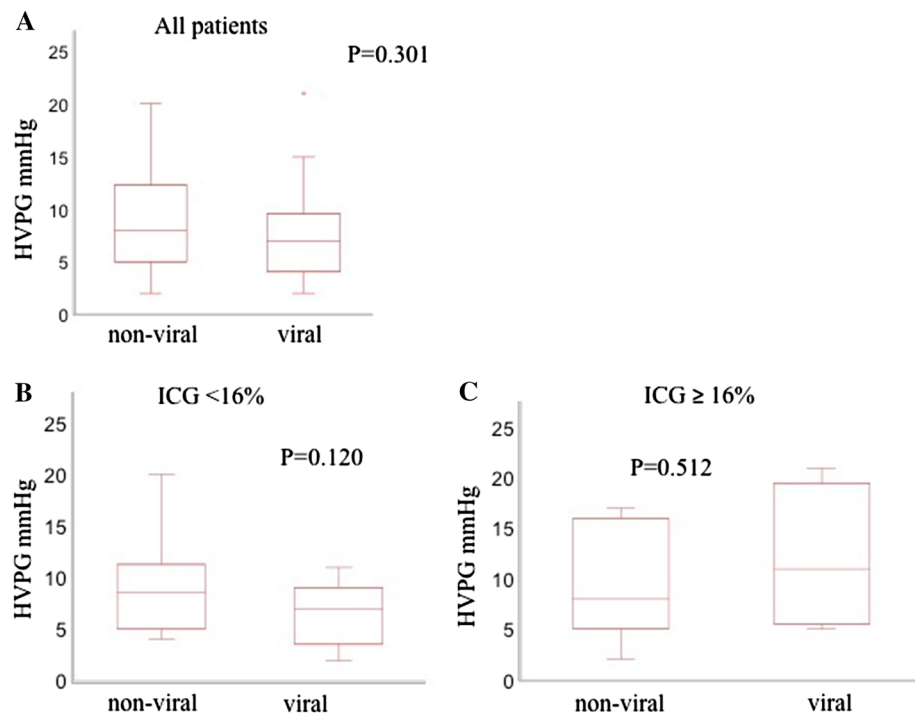 A
All patients
P=0.301
HVPG mmHg
25
20
15
10
5
0
non-viral viral
B
ICG <16%
P=0.120
HVPG mmHg
25
20
15
10
5
0
non-viral viral
C
ICG ≥ 16%
P=0.512
HVPG mmHg
25
20
15
10
5
0
non-viral viral